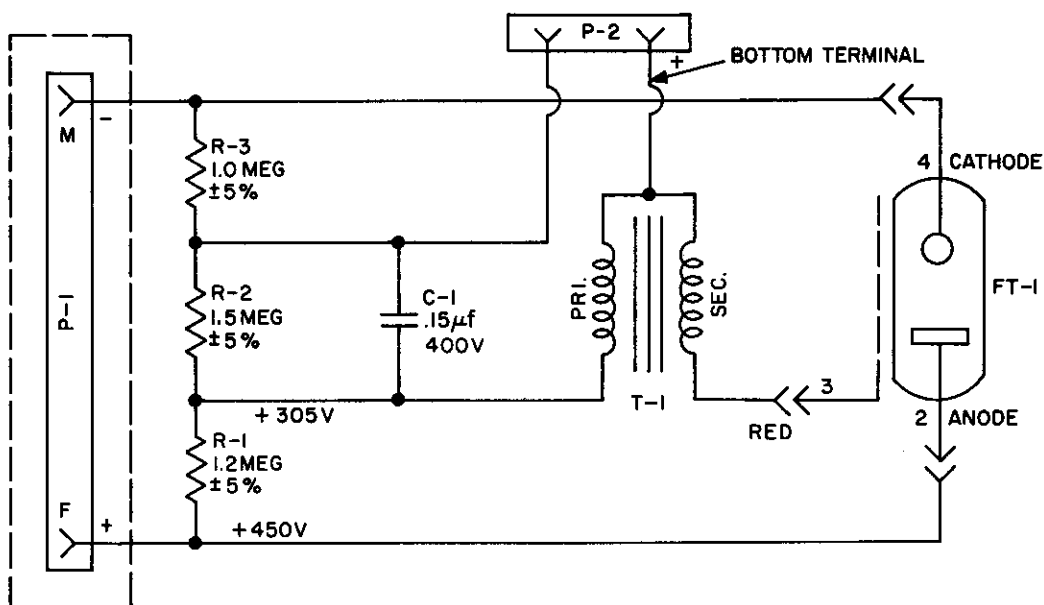 P-2
+
BOTTOM TERMINAL
M
-
R-3
1.0 MEG
±5%
4 CATHODE
P-1
R-2
1.5 MEG
±5%
C-1
.15μf
400V
PRI.
SEC.
FT-1
T-1
+305V
3
RED
2 ANODE
R-1
1.2 MEG
±5%
F
+
+450V